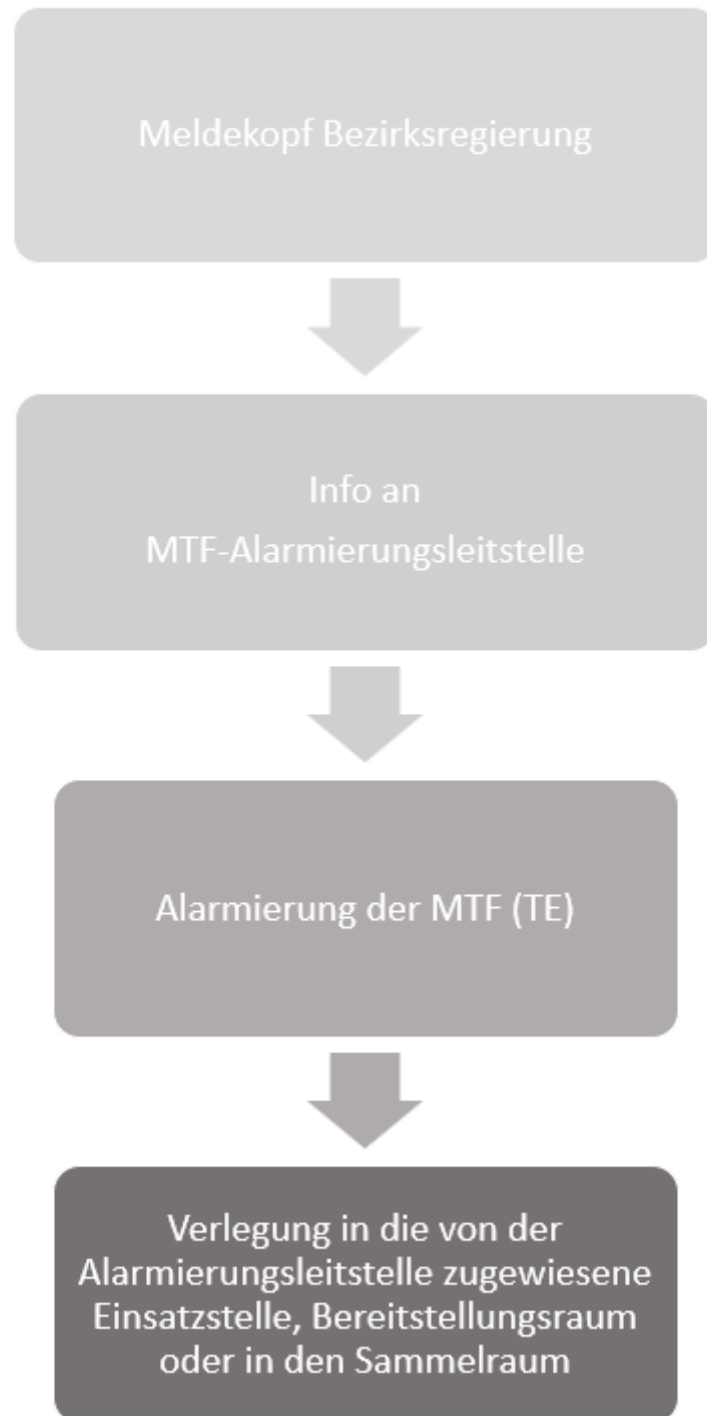 Meldekopf Bezirksregierung
Info an
MTF-Alarmierungsleitstelle
Alarmierung der MTF (TE)
Verlegung in die von der
Alarmierungsleitstelle zugewiesene
Einsatzstelle, Bereitstellungsraum
oder in den Sammelraum